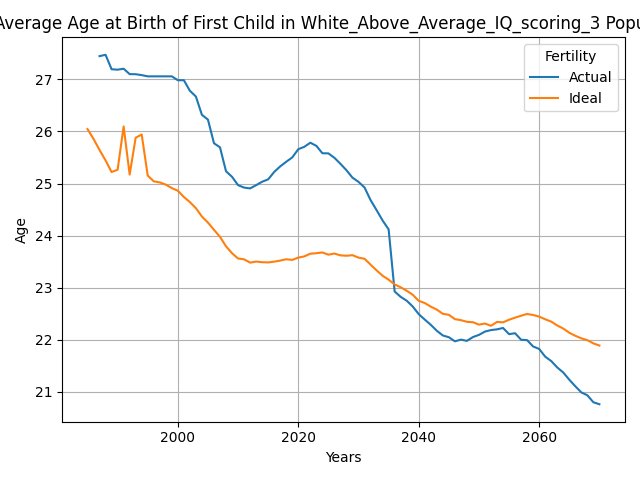 Average Age at Birth of First Child in White_Above_Average_IQ_scoring_3
Fertility
Actual
Ideal
27
26
25
24
23
22
21
Age
2000 2020 2040 2060
Years